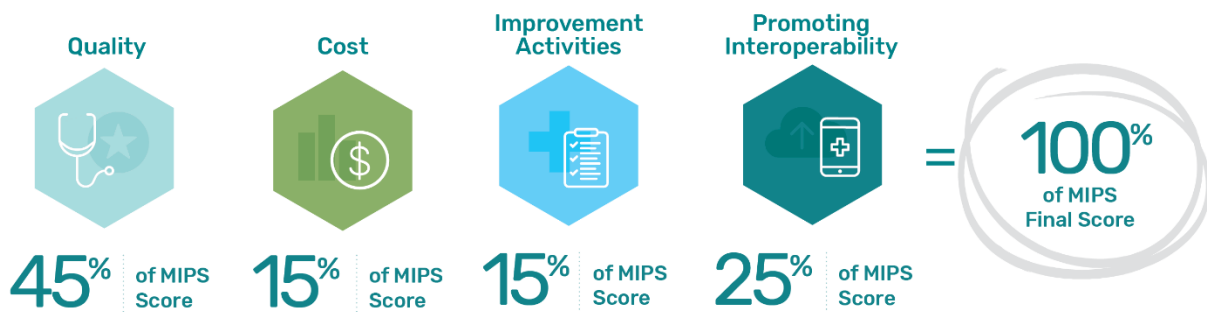 Quality
Cost
Improvement
Activities
Promoting
Interoperability
$
45% of MIPS
Score
15% of MIPS
Score
15% of MIPS
Score
25% of MIPS
Score
=
100%
of MIPS
Final Score